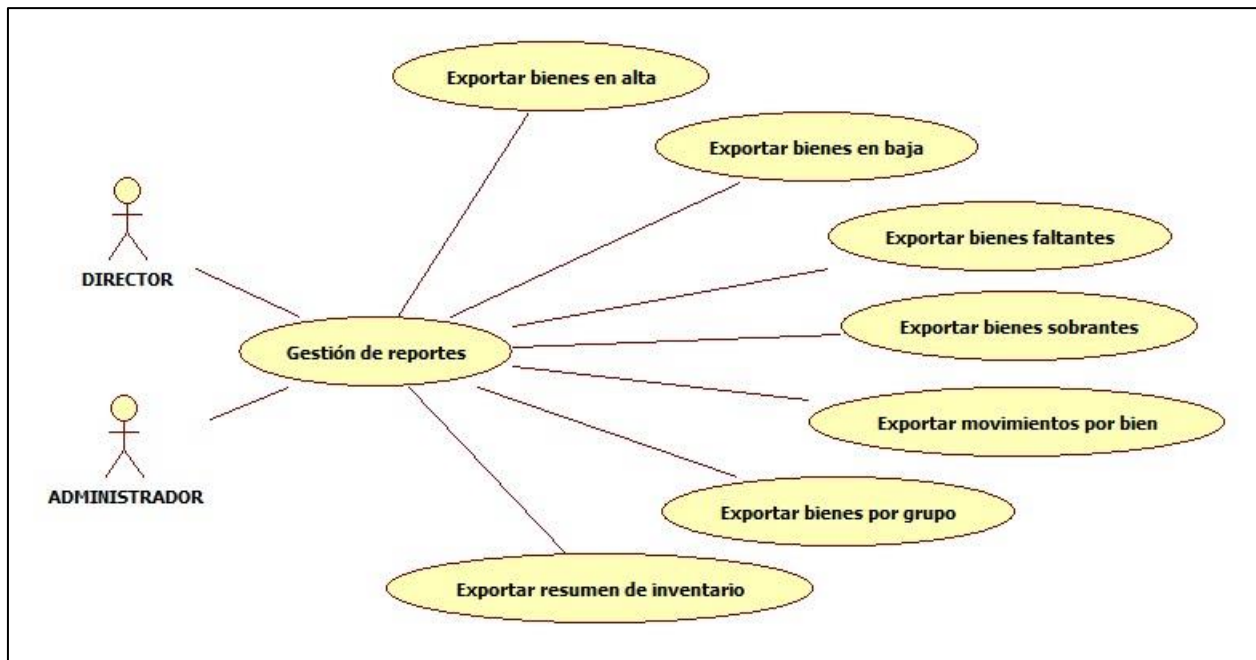 Exportar bienes en alta
Exportar bienes en baja
Exportar bienes faltantes
DIRECTOR
Exportar bienes sobrantes
Gestión de reportes
Exportar movimientos por bien
ADMINISTRADOR
Exportar bienes por grupo
Exportar resumen de inventario